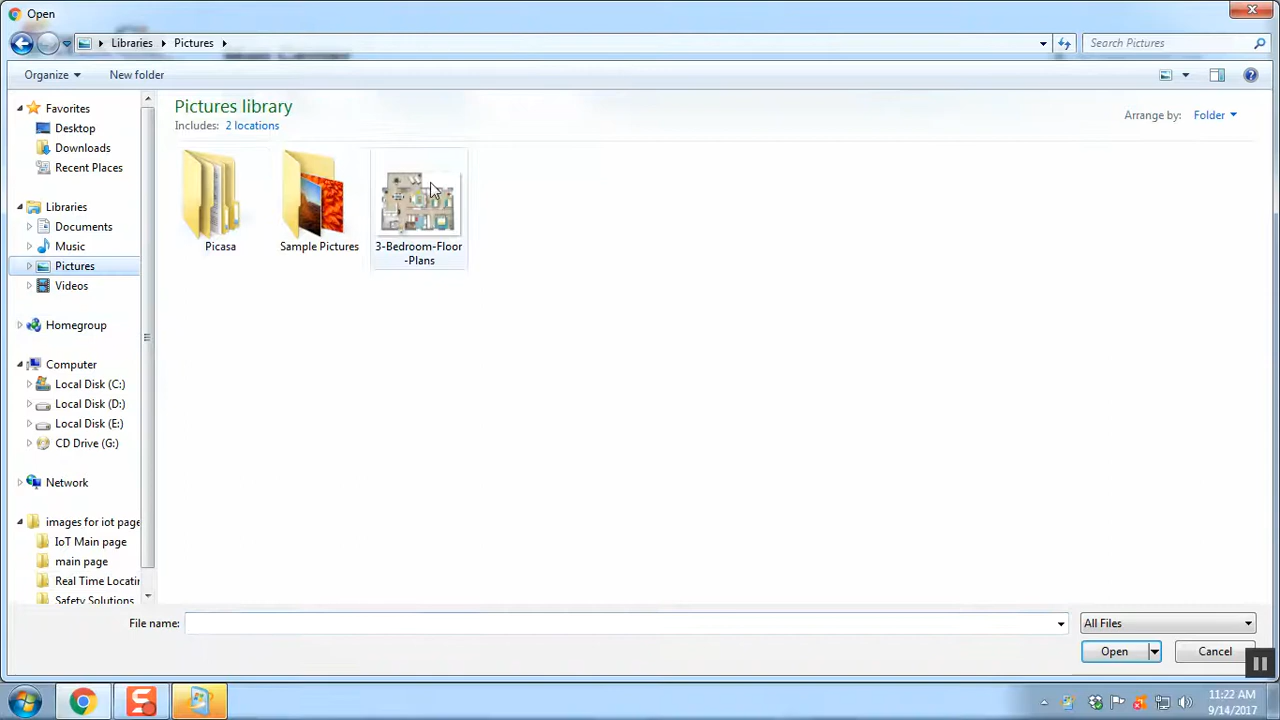 Open
Libraries
Pictures
Search Pictures
Organize
New folder
Favorites
Desktop
Downloads
Recent Places
Libraries
Documents
Music
Pictures
Videos
Homegroup
Computer
Local Disk (C:)
Local Disk (D:)
Local Disk (E:)
CD Drive (G:)
Network
images for iot page
IoT Main page
main page
Real Time Locatin
Safety Solutions
Pictures library
Includes: 2 locations
Arrange by: Folder
Picasa
Sample Pictures
3-Bedroom-Floor
-Plans
File name:
All Files
Open
Cancel
11:22 AM
9/14/2017